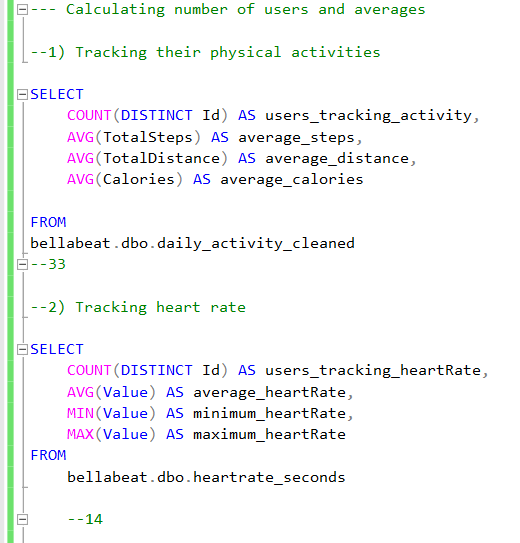 --- Calculating number of users and averages
--1) Tracking their physical activities
SELECT
COUNT(DISTINCT Id) AS users_tracking_activity,
AVG(TotalSteps) AS average_steps,
AVG(TotalDistance) AS average_distance,
AVG(Calories) AS average_calories
FROM
bellabeat.dbo.daily_activity_cleaned
--33
--2) Tracking heart rate
SELECT
COUNT(DISTINCT Id) AS users_tracking_heartRate,
AVG(Value) AS average_heartRate,
MIN(Value) AS minimum_heartRate,
MAX(Value) AS maximum_heartRate
FROM
bellabeat.dbo.heartrate_seconds
--14